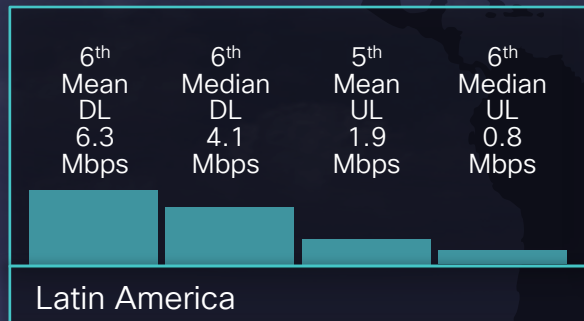 6th
Mean
DL
6.3
Mbps
6th
Median
DL
4.1
Mbps
5th
Mean
UL
1.9
Mbps
6th
Median
UL
0.8
Mbps
Latin America